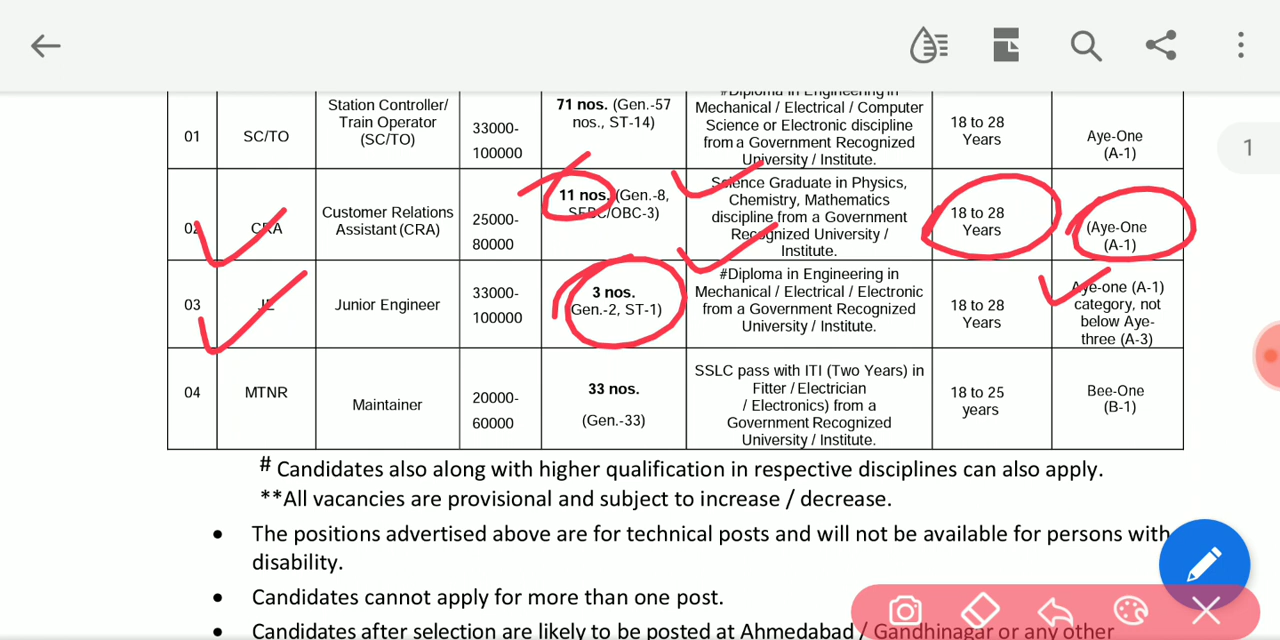 1
#Diploma in Engineering in
Station Controller/
71 nos. (Gen.-57
Mechanical / Electrical / Computer
Train Operator
nos., ST-14)
Science or Electronic discipline
18 to 28
01
SC/TO
(SC/TO)
33000-
from a Government Recognized
Years
Aye-One
100000
University / Institute.
(A-1)
11 nos. (Gen-8,
Science Graduate in Physics,
SEBC/OBC-3)
Chemistry, Mathematics
02
CRA
Customer Relations
25000-
discipline from a Government
18 to 28
(Aye-One
Assistant (CRA)
80000
Recognized University /
Years
(A-1)
Institute.
03
JE
Junior Engineer
33000-
3 nos.
#Diploma in Engineering in
18 to 28
Aye-one (A-1)
100000
Gen.-2, ST-1)
Mechanical / Electrical / Electronic
Years
category, not
from a Government Recognized
below Aye-
University / Institute.
three (A-3)
04
MTNR
Maintainer
20000-
33 nos.
SSLC pass with ITI (Two Years) in
18 to 25
Bee-One
60000
(Gen.-33)
Fitter / Electrician
years
(B-1)
/ Electronics) from a
Government Recognized
University / Institute.
# Candidates also along with higher qualification in respective disciplines can also apply.
**All vacancies are provisional and subject to increase / decrease.
• The positions advertised above are for technical posts and will not be available for persons with
disability.
• Candidates cannot apply for more than one post.
• Candidates after selection are likely to be posted at Ahmedabad / Gandhinagar or any other